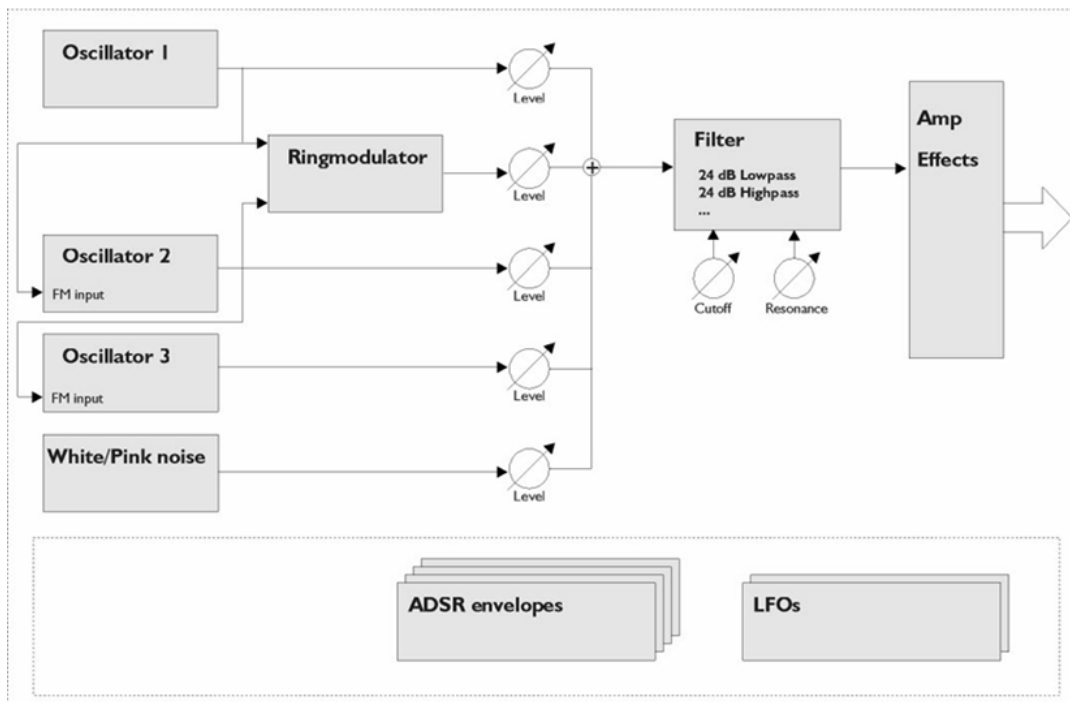 Oscillator 1
Level
Ringmodulator
Level
Filter
24 dB Lowpass
24 dB Highpass
...
Amp
Effects
Oscillator 2
FM input
Level
Cutoff
Resonance
Oscillator 3
FM input
Level
White/Pink noise
Level
ADSR envelopes
LFOs